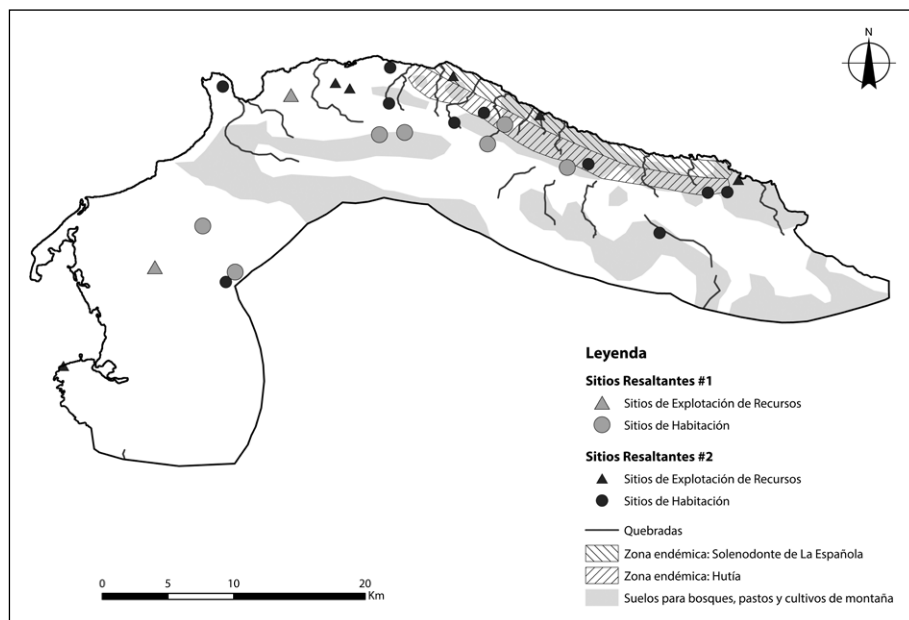 N
Leyenda
Sitios Resaltantes #1
Sitios de Explotación de Recursos
Sitios de Habitación
Sitios Resaltantes #2
Sitios de Explotación de Recursos
Sitios de Habitación
Quebradas
Zona endémica: Solenodonte de La Española
Zona endémica: Hutía
Suelos para bosques, pastos y cultivos de montaña
0 5 10 20
Km